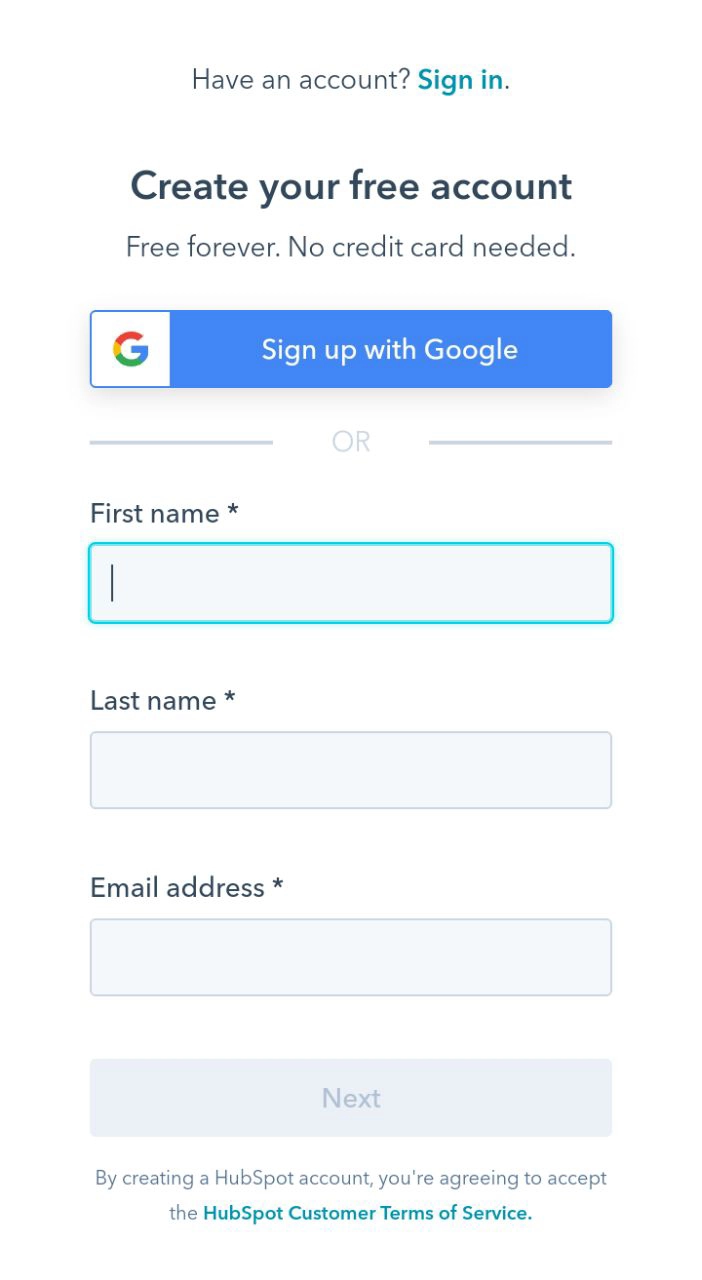 Have an account? Sign in.
Create your free account
Free forever. No credit card needed.
Sign up with Google
OR
First name *
Last name *
Email address *
Next
By creating a HubSpot account, you're agreeing to accept
the HubSpot Customer Terms of Service.